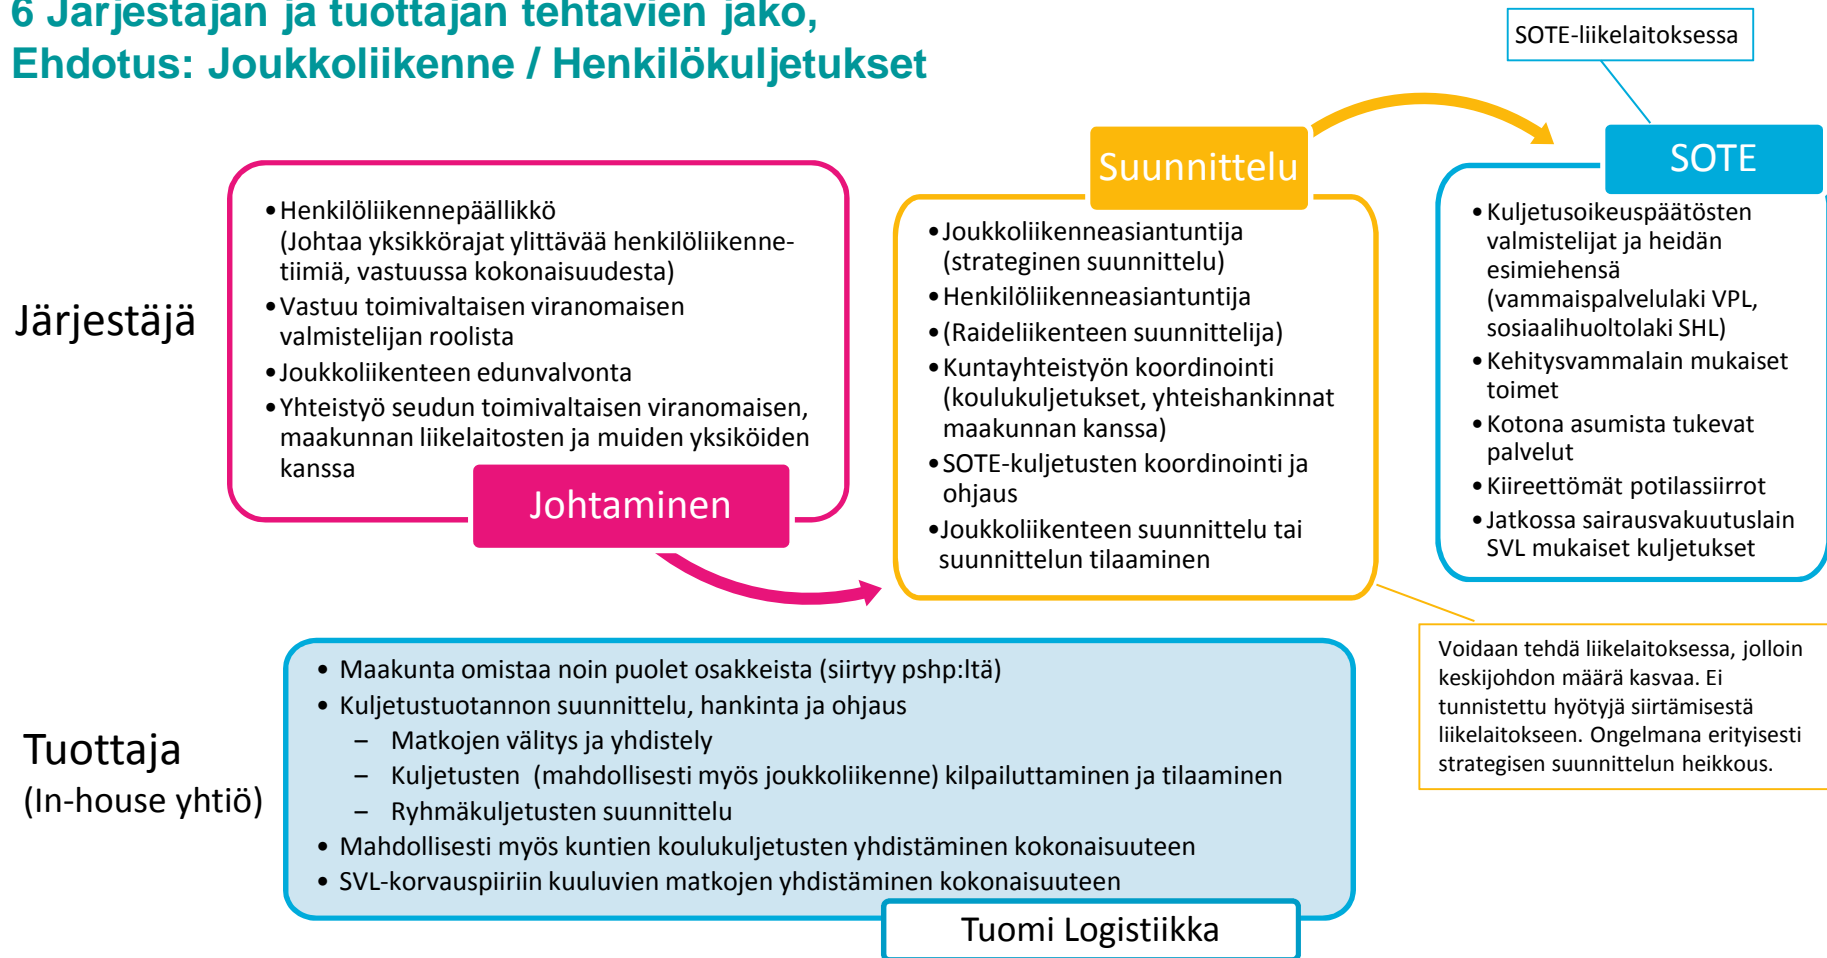 6 Järjestäjän ja tuottajan tehtävien jako,
Ehdotus: Joukkoliikenne / Henkilökuljetukset
SOTE-liikelaitoksessa
Järjestäjä
•Henkilöliikennepäällikkö
(Johtaa yksikkörajat ylittävää henkilöliikenne-
tiimiä, vastuussa kokonaisuudesta)
•Vastuu toimivaltaisen viranomaisen
valmistelijan roolista
•Joukkoliikenteen edunvalvonta
•Yhteistyö seudun toimivaltaisen viranomaisen,
maakunnan liikelaitosten ja muiden yksiköiden
kanssa
Johtaminen
Suunnittelu
•Joukkoliikenneasiantuntija
(strateginen suunnittelu)
•Henkilöliikenneasiantuntija
•(Raideliikenteen suunnittelija)
•Kuntayhteistyön koordinointi
(koulukuljetukset, yhteishankinnat
maakunnan kanssa)
•SOTE-kuljetusten koordinointi ja
ohjaus
•Joukkoliikenteen suunnittelu tai
suunnittelun tilaaminen
SOTE
•Kuljetusoikeuspäätösten
valmistelijat ja heidän
esimiehensä
(vammaispalvelulaki VPL,
sosiaalihuoltolaki SHL)
•Kehitysvammalain mukaiset
toimet
•Kotona asumista tukevat
palvelut
•Kiireettömät potilassiirrot
•Jatkossa sairausvakuutuslain
SVL mukaiset kuljetukset
Voidaan tehdä liikelaitoksessa, jolloin
keskijohdon määrä kasvaa. Ei
tunnistettu hyötyjä siirtämisestä
liikelaitokseen. Ongelmana erityisesti
strategisen suunnittelun heikkous.
Tuottaja
(In-house yhtiö)
• Maakunta omistaa noin puolet osakkeista (siirtyy pshp:ltä)
• Kuljetustuotannon suunnittelu, hankinta ja ohjaus
– Matkojen välitys ja yhdistely
– Kuljetusten (mahdollisesti myös joukkoliikenne) kilpailuttaminen ja tilaaminen
– Ryhmäkuljetusten suunnittelu
• Mahdollisesti myös kuntien koulukuljetusten yhdistäminen kokonaisuuteen
• SVL-korvauspiiriin kuuluvien matkojen yhdistäminen kokonaisuuteen
Tuomi Logistiikka